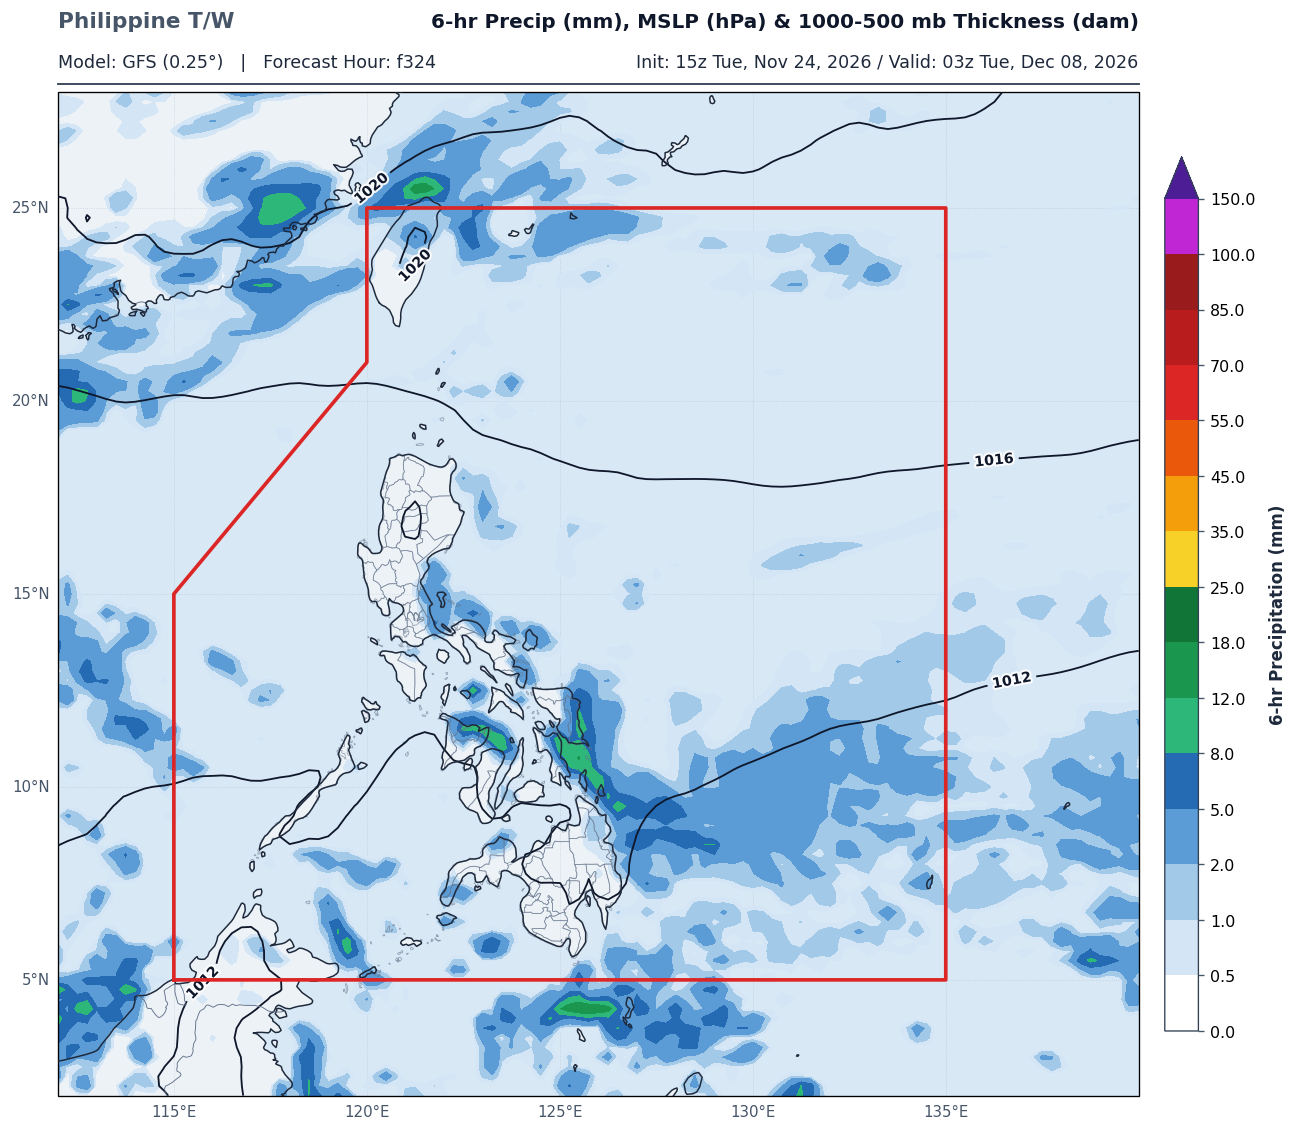 Philippine T/W
6-hr Precip (mm), MSLP (hPa) & 1000-500 mb Thickness (dam)
Model: GFS (0.25°) | Forecast Hour: f324
Init: 15z Tue, Nov 24, 2026 / Valid: 03z Tue, Dec 08, 2026
1020
1020
1016
1012
1012
25°N
20°N
15°N
10°N
5°N
115°E
120°E
125°E
130°E
135°E
150.0
100.0
85.0
70.0
55.0
45.0
35.0
25.0
18.0
12.0
8.0
5.0
2.0
1.0
0.5
0.0
6-hr Precipitation (mm)